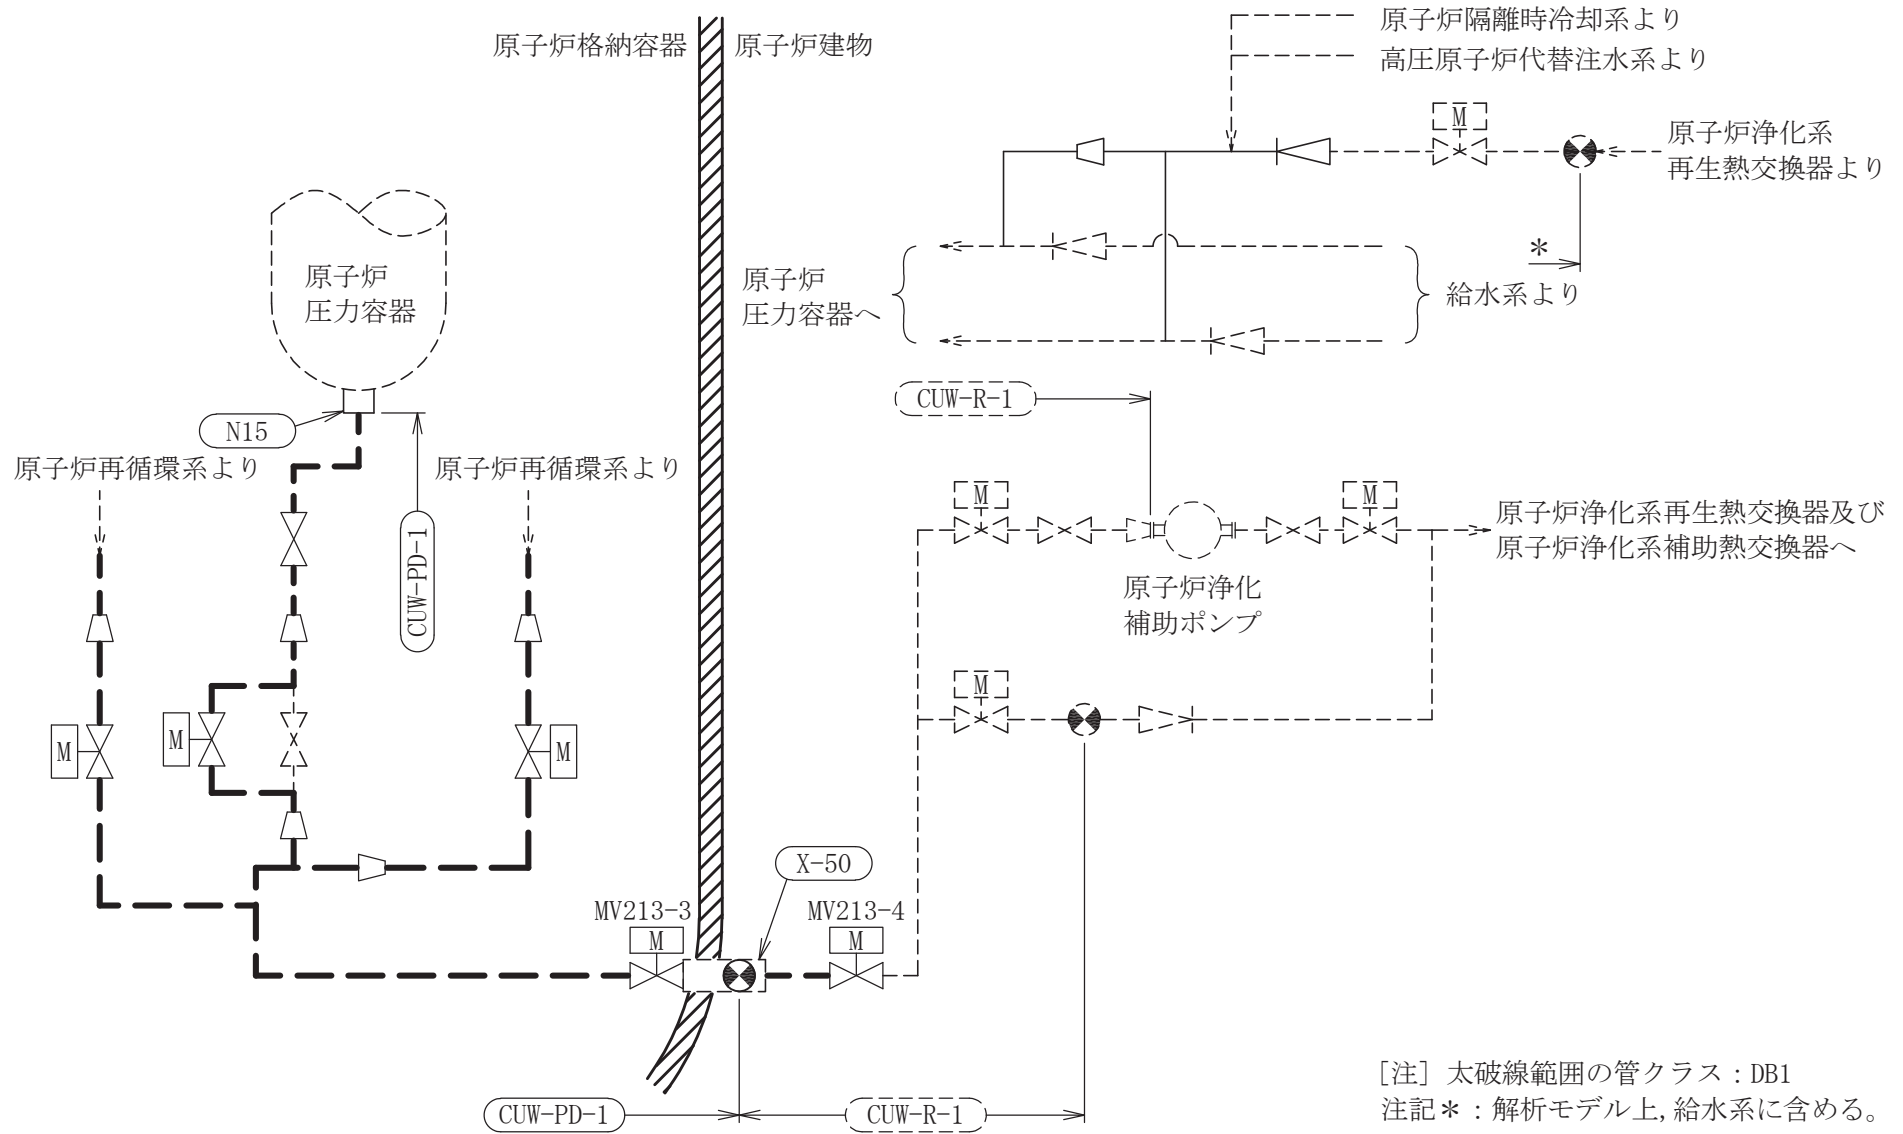 原子炉格納容器
原子炉建物
原子炉隔離時冷却系より
高圧原子炉代替注水系より
M
原子炉浄化系
再生熱交換器より
*
原子炉
圧力容器
原子炉
圧力容器へ
給水系より
N15
CUW-R-1
原子炉再循環系より
原子炉再循環系より
CUW-PD-1
M
M
原子炉浄化系再生熱交換器及び
原子炉浄化系補助熱交換器へ
原子炉浄化
補助ポンプ
M
M
M
M
X-50
MV213-3
MV213-4
M
M
CUW-PD-1
CUW-R-1
[注] 太破線範囲の管クラス：DB1
注記*：解析モデル上,給水系に含める。